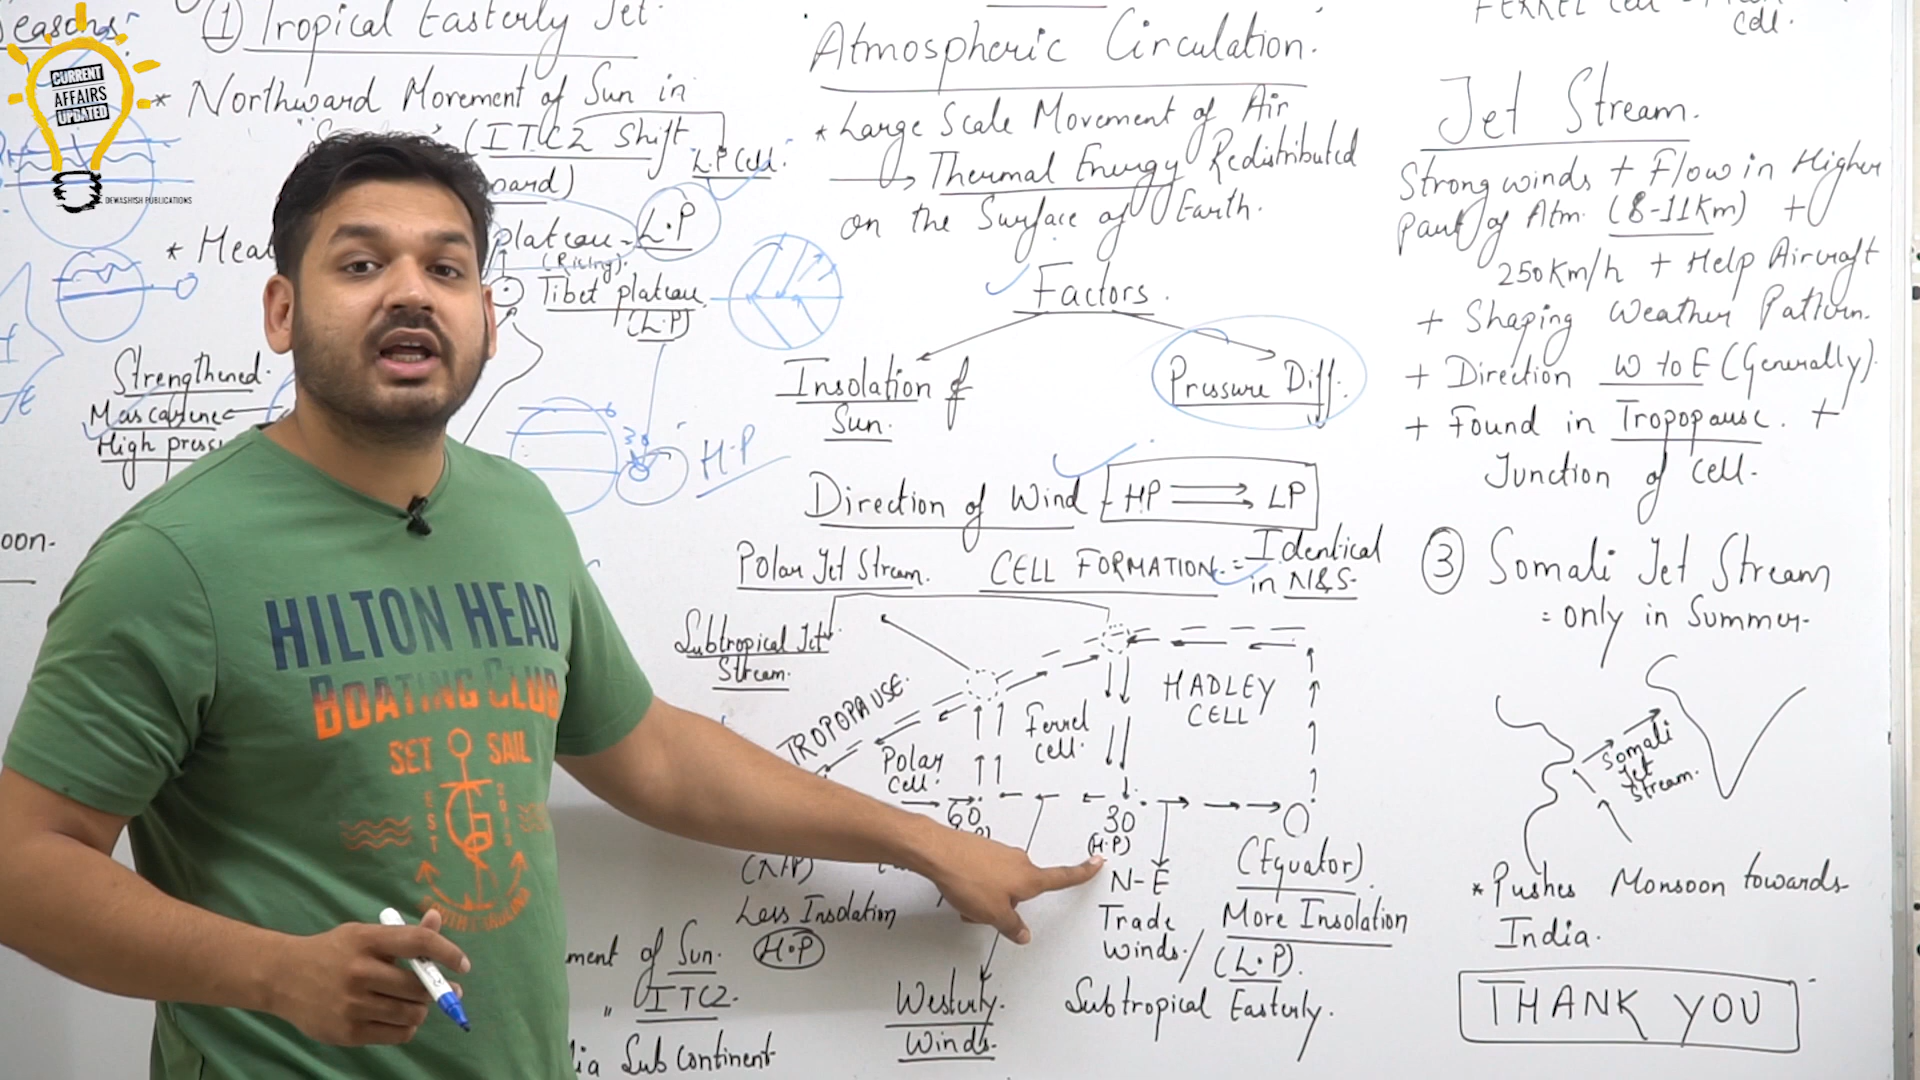 Seasons:
CURRENT
AFFAIRS
UPDATED
DEWASHISH PUBLICATIONS
① Tropical Easterly Jet.
* Northward Movement of Sun in
(ITCZ Shift
L.P Cell.
plateau - L.P
(Rising).
Tibet plateau
(L.P)
Strengthened.
Mascarene
High press
H.P
oon.
Less Insolation
H.P
ment of Sun.
" ITCZ.
ia Sub Continent
Atmospheric Circulation.
* Large Scale Movement of Air
Thermal Energy Redistributed
on the Surface of Earth.
Factors.
Insolation of
Sun.
Pressure Diff.
Direction of Wind - HP LP
Polar Jet Stream.
CELL FORMATION. = Identical
in N&S.
Subtropical Jet
Stream.
TROPOPAUSE.
Polar
Cell.
Ferrel
cell.
HADLEY
CELL
60
30
(H.P)
0
(Equator)
More Insolation
(L.P).
N-E
Trade
Winds. /
Subtropical Easterly.
Westerly.
Winds.
FERREL Cell
Cell.
Jet Stream.
Strong winds + Flow in Higher
Part of Atm. (8-11Km) +
250Km/h + Help Aircraft
+ Shaping Weather Pattern.
+ Direction W to E (Generally).
+ Found in Tropopause. +
Junction of Cell.
③ Somali Jet Stream
= only in Summer.
Somali
Jet
Stream.
* Pushes Monsoon towards
India.
THANK YOU
HILTON HEAD
BOATING CLUB
SET SAIL
EST